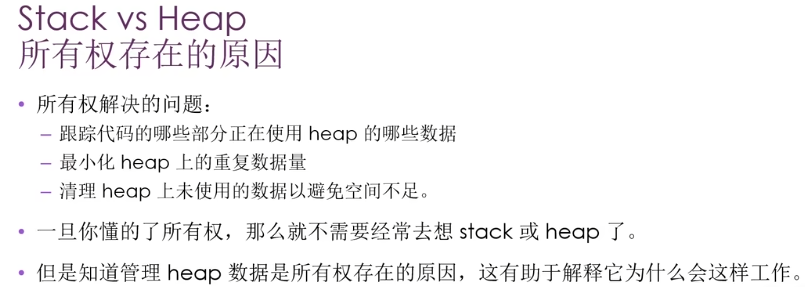 Stack vs Heap
所有权存在的原因
• 所有权解决的问题：
– 跟踪代码的哪些部分正在使用 heap 的哪些数据
– 最小化 heap 上的重复数据量
– 清理 heap 上未使用的数据以避免空间不足。
• 一旦你懂的了所有权，那么就不需要经常去想 stack 或 heap 了。
• 但是知道管理 heap 数据是所有权存在的原因，这有助于解释它为什么会这样工作。